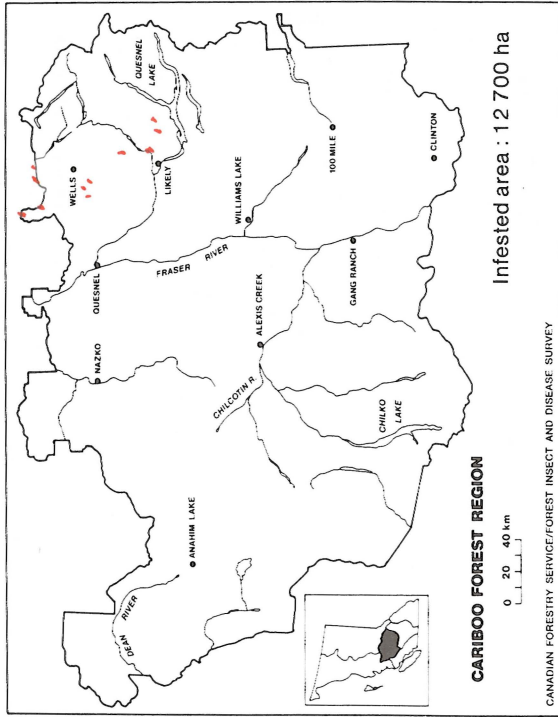 QUESNEL
LAKE
WELLS
LIKELY
QUESNEL
NAZKO
FRASER RIVER
WILLIAMS LAKE
100 MILE
CLINTON
ALEXIS CREEK
GANG RANCH
CHILCOTIN R
CHILKO
LAKE
ANAHIM LAKE
DEAN RIVER
Infested area : 12 700 ha
CARIBOO FOREST REGION
0 20 40 km
CANADIAN FORESTRY SERVICE/FOREST INSECT AND DISEASE SURVEY